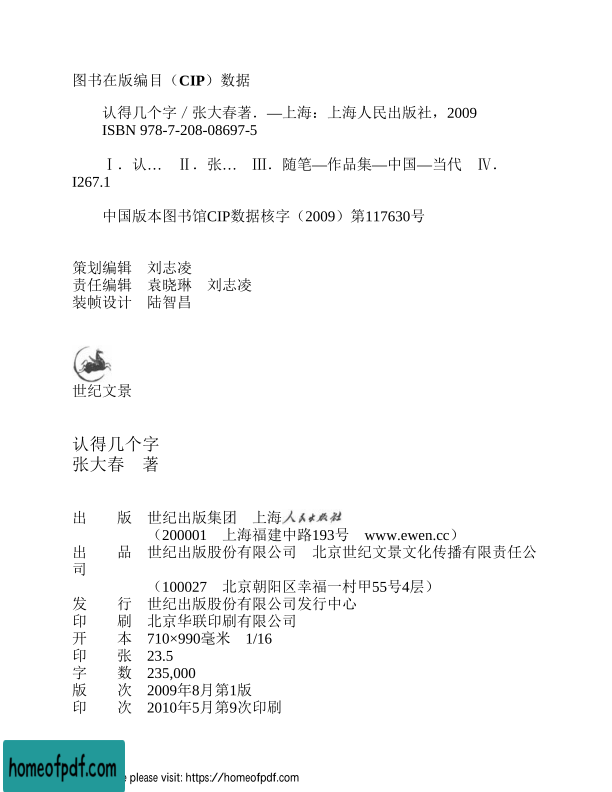 图书在版编目（CIP）数据
认得几个字／张大春著．—上海：上海人民出版社，2009
ISBN 978-7-208-08697-5
Ⅰ．认… Ⅱ．张… Ⅲ．随笔—作品集—中国—当代 Ⅳ．
I267.1
中国版本图书馆CIP数据核字（2009）第117630号
策划编辑 刘志凌
责任编辑 袁晓琳 刘志凌
装帧设计 陆智昌
世纪文景
认得几个字
张大春 著
出 版 世纪出版集团 上海人民出版社
（200001 上海福建中路193号 www.ewen.cc）
出 品 世纪出版股份有限公司 北京世纪文景文化传播有限责任公
司
（100027 北京朝阳区幸福一村甲55号4层）
发 行 世纪出版股份有限公司发行中心
印 刷 北京华联印刷有限公司
开 本 710×990毫米 1/16
印 张 23.5
字 数 235,000
版 次 2009年8月第1版
印 次 2010年5月第9次印刷
homeofpdf.com
please visit: https://homeofpdf.com